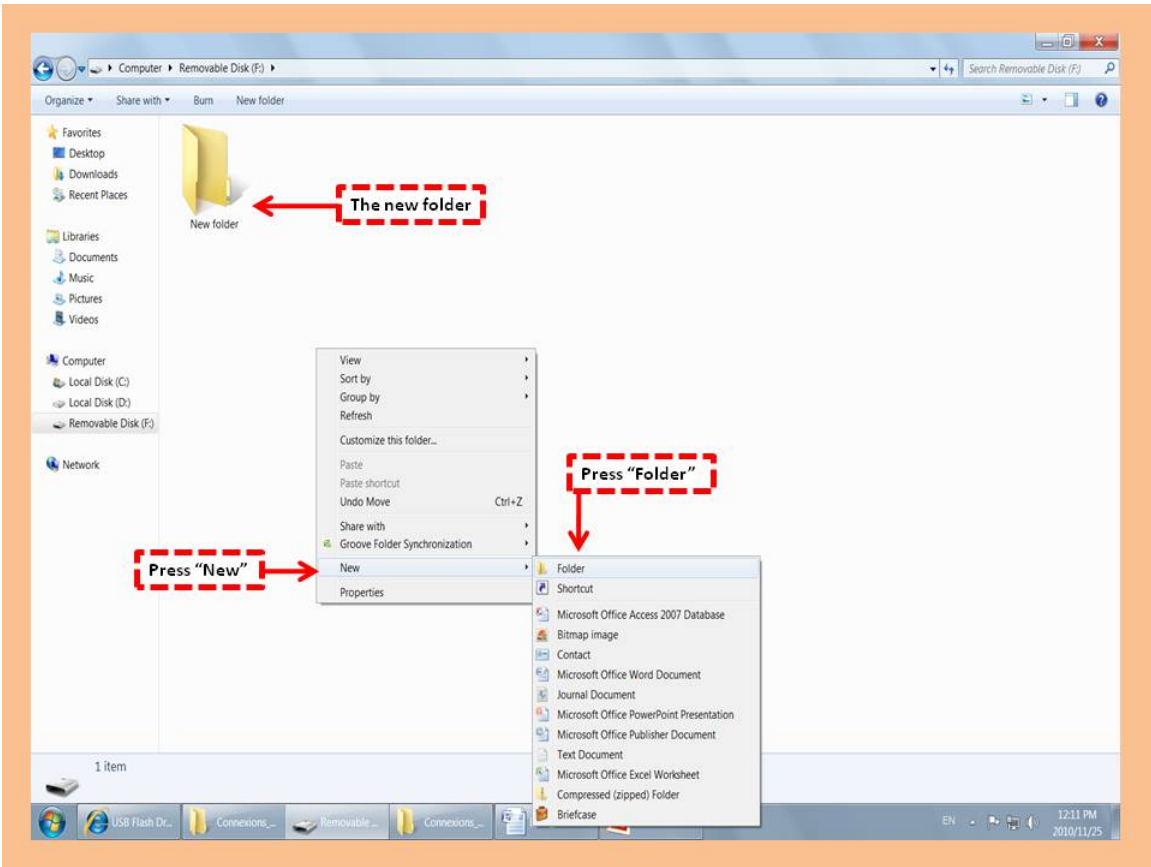 Computer Removable Disk (F:)
Search Removable Disk (F:)
Organize Share with Burn New folder
Favorites
Desktop
Downloads
Recent Places
Libraries
Documents
Music
Pictures
Videos
Computer
Local Disk (C:)
Local Disk (D:)
Removable Disk (F:)
Network
New folder
The new folder
View
Sort by
Group by
Refresh
Customize this folder...
Paste
Paste shortcut
Undo Move Ctrl+Z
Share with
Groove Folder Synchronization
New
Properties
Press “New”
Press “Folder”
Folder
Shortcut
Microsoft Office Access 2007 Database
Bitmap image
Contact
Microsoft Office Word Document
Journal Document
Microsoft Office PowerPoint Presentation
Microsoft Office Publisher Document
Text Document
Microsoft Office Excel Worksheet
Compressed (zipped) Folder
Briefcase
1 item
USB Flash Dr... Connexions_... Removable ... Connexions_...
EN
12:11 PM
2010/11/25